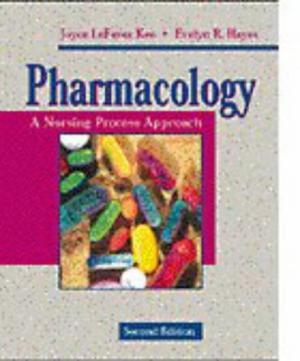 Joyce LeFever Kee • Evelyn R. Hayes
Pharmacology
A Nursing Process Approach
Second Edition